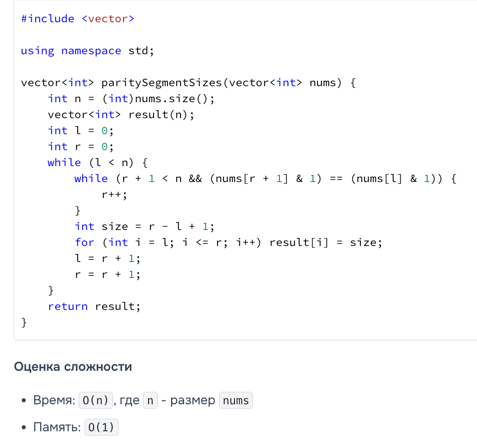 #include <vector>
using namespace std;
vector<int> paritySegmentSizes(vector<int> nums) {
    int n = (int)nums.size();
    vector<int> result(n);
    int l = 0;
    int r = 0;
    while (l < n) {
        while (r + 1 < n && (nums[r + 1] & 1) == (nums[l] & 1)) {
            r++;
        }
        int size = r - l + 1;
        for (int i = l; i <= r; i++) result[i] = size;
        l = r + 1;
        r = r + 1;
    }
    return result;
}
Оценка сложности
• Время: O(n), где n - размер nums
• Память: O(1)